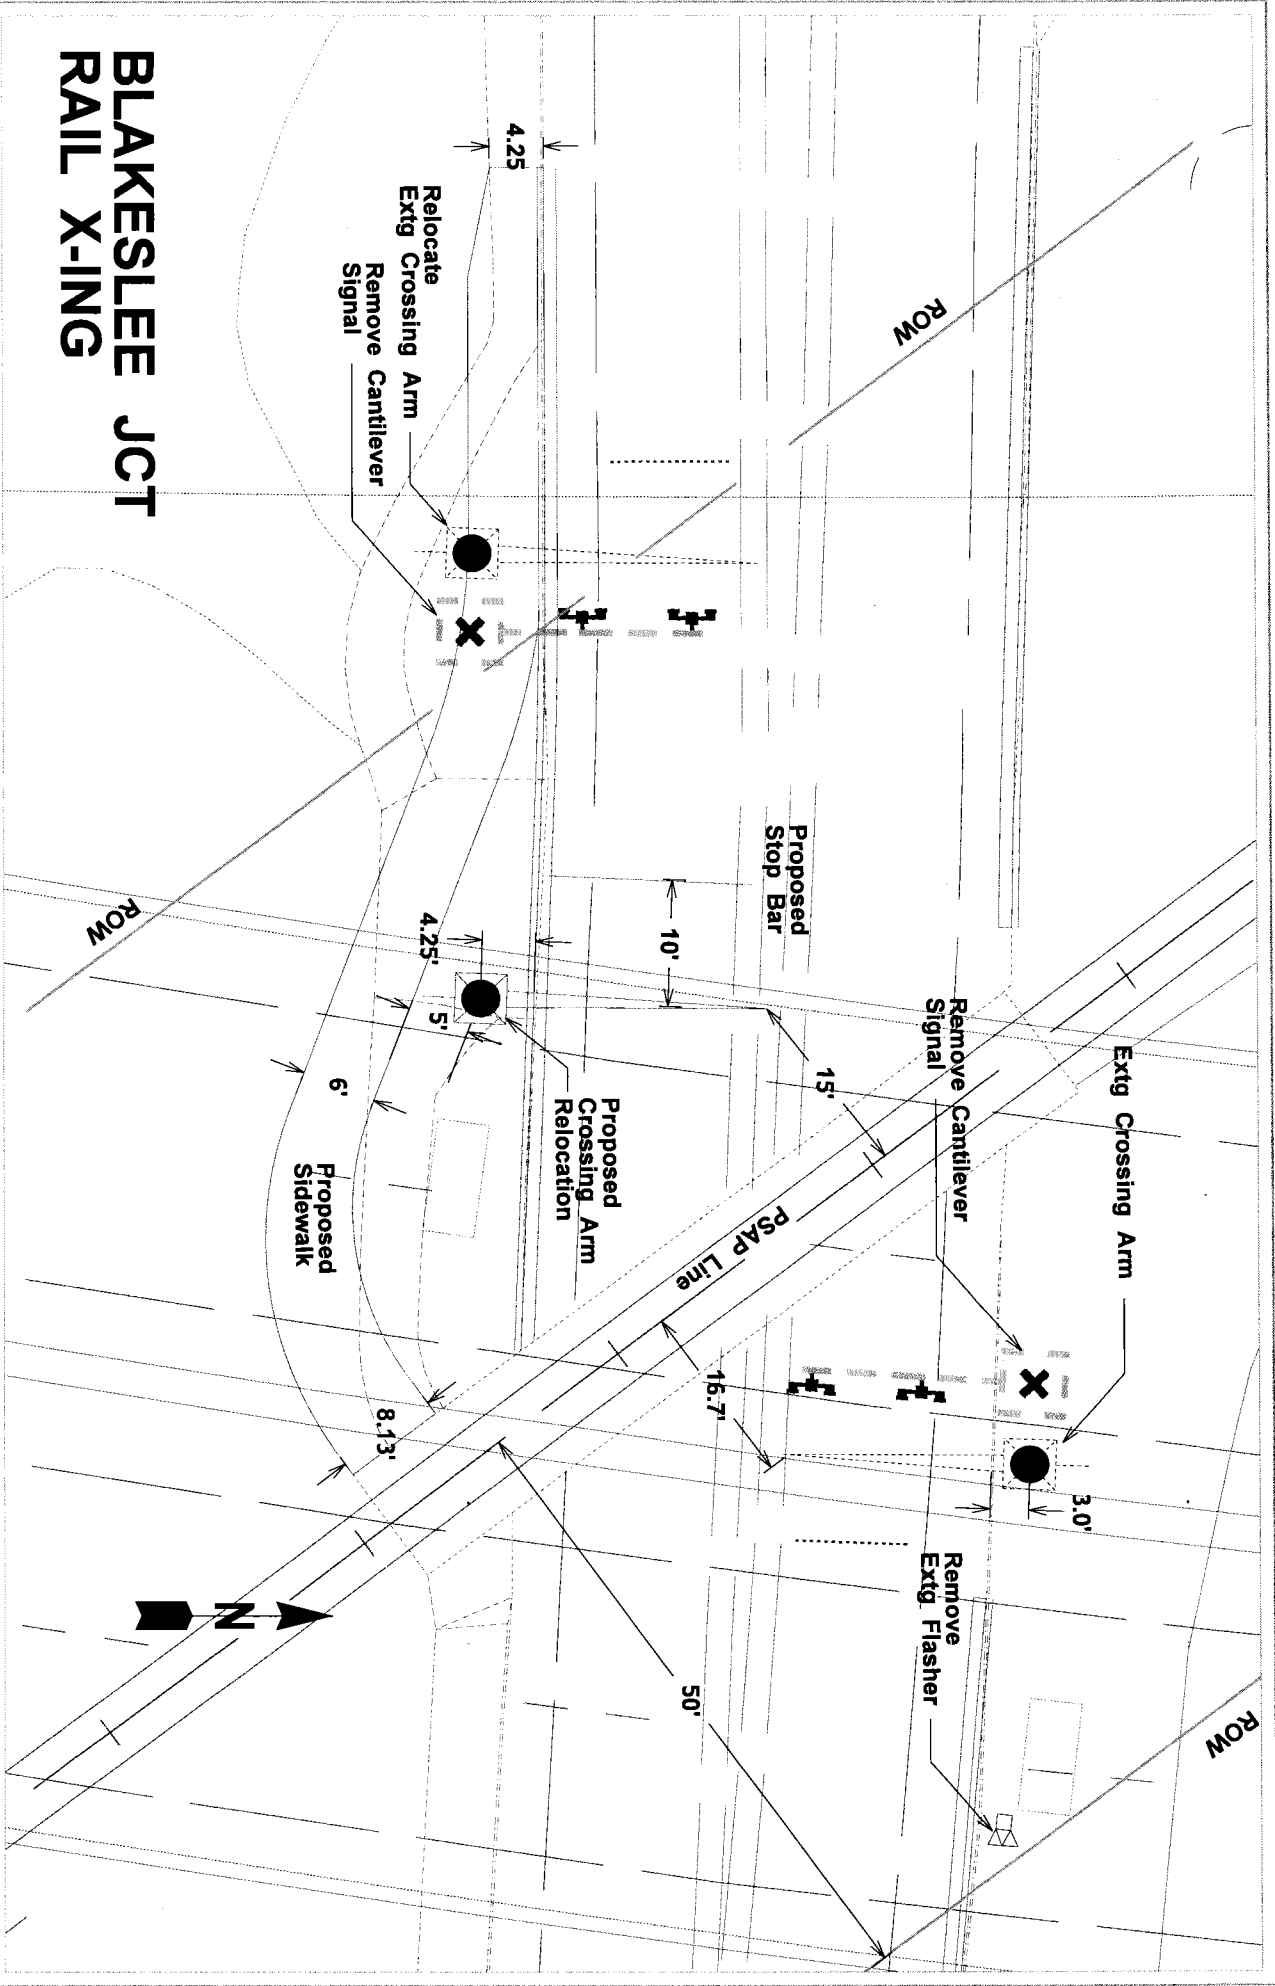 BLAKESLEE JCT
RAIL X-ING
4.25
Relocate
Extg Crossing Arm
Remove Cantilever
Signal
ROW
ROW
Proposed
Stop Bar
10'
4.25'
5'
6'
Proposed
Sidewalk
Proposed
Crossing Arm
Relocation
15'
Remove Cantilever
Signal
Extg Crossing Arm
PSAP Line
16.7'
8.13'
3.0'
Remove
Extg Flasher
50'
N
ROW